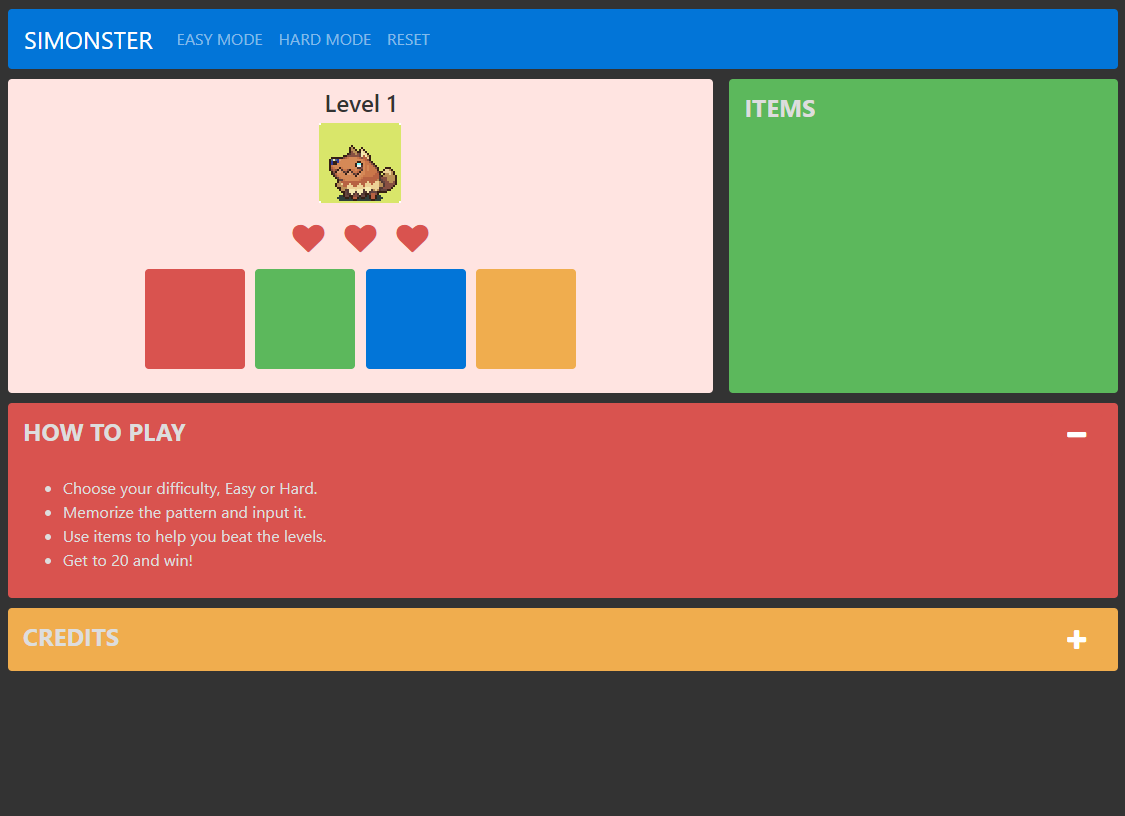 SIMONSTER EASY MODE HARD MODE RESET
Level 1
ITEMS
HOW TO PLAY
Choose your difficulty, Easy or Hard.
Memorize the pattern and input it.
Use items to help you beat the levels.
Get to 20 and win!
CREDITS